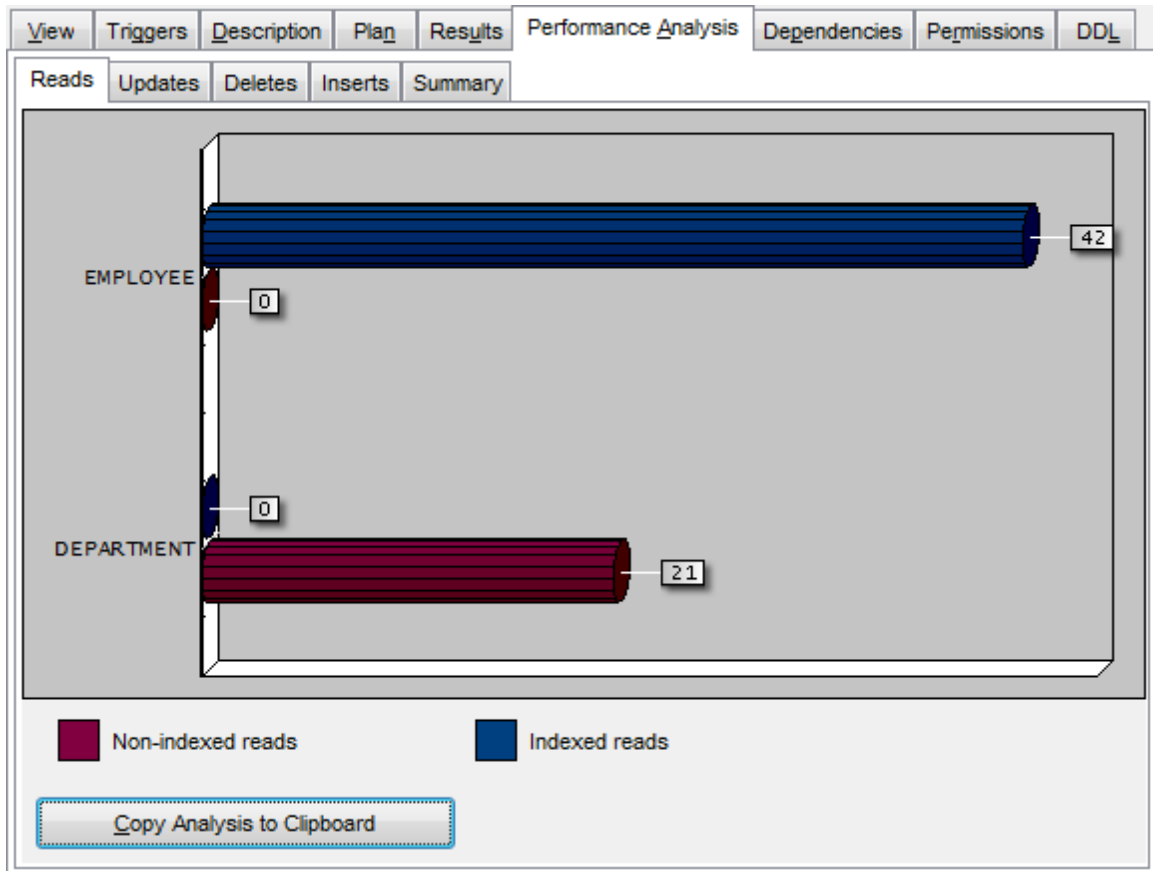 View Triggers Description Plan Results Performance Analysis Dependencies Permissions DDL
Reads Updates Deletes Inserts Summary
42
EMPLOYEE
0
0
DEPARTMENT
21
Non-indexed reads Indexed reads
Copy Analysis to Clipboard